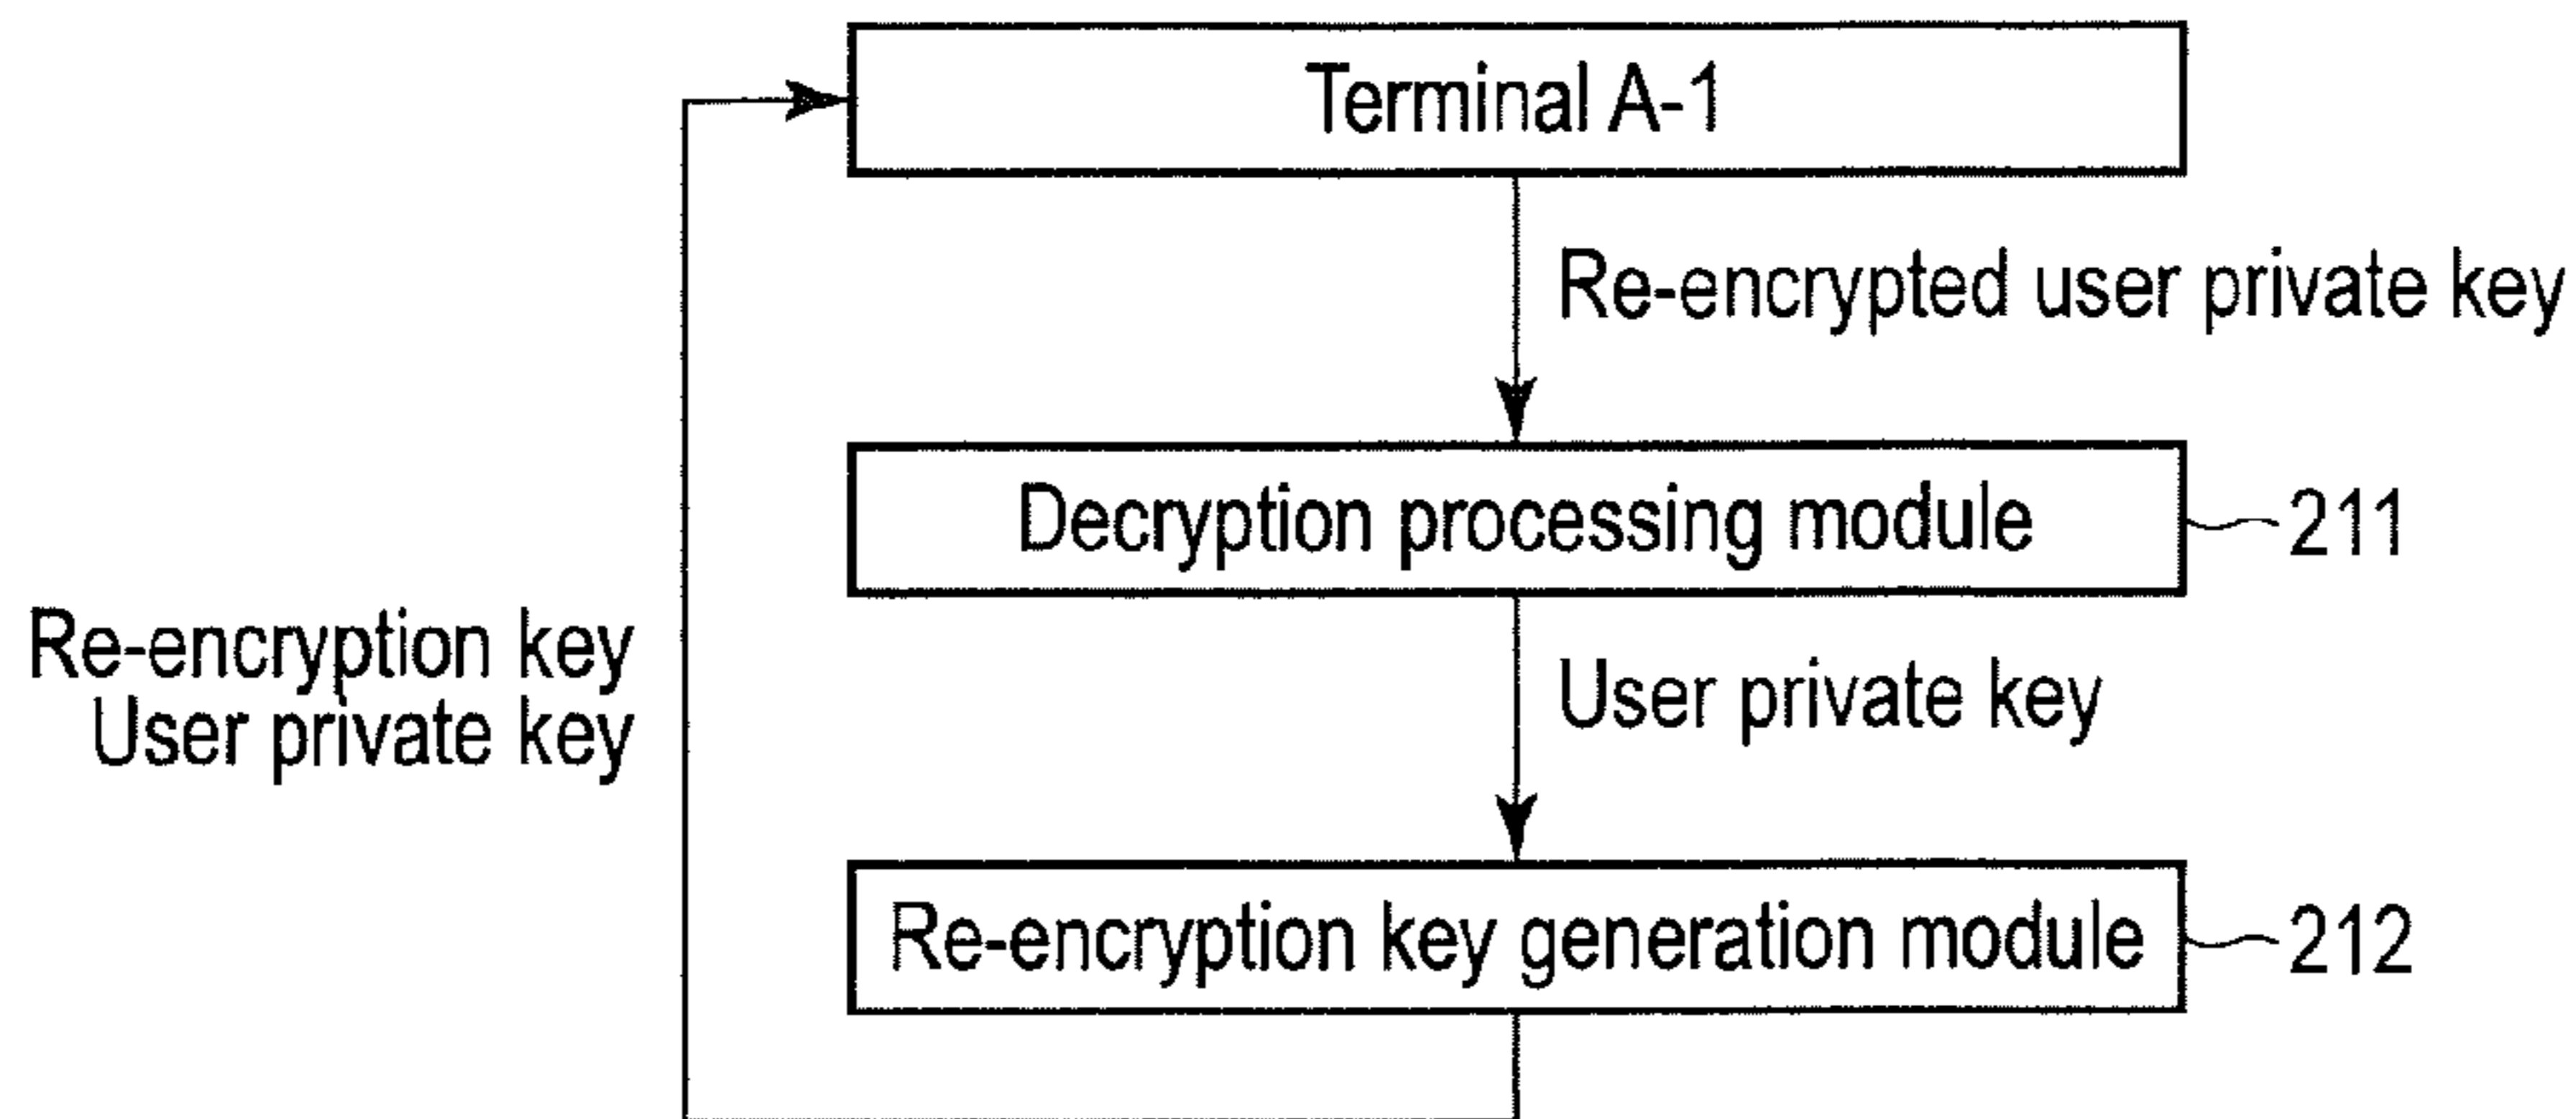 Terminal A-1
Re-encrypted user private key
Decryption processing module
211
Re-encryption key
User private key
User private key
Re-encryption key generation module
212